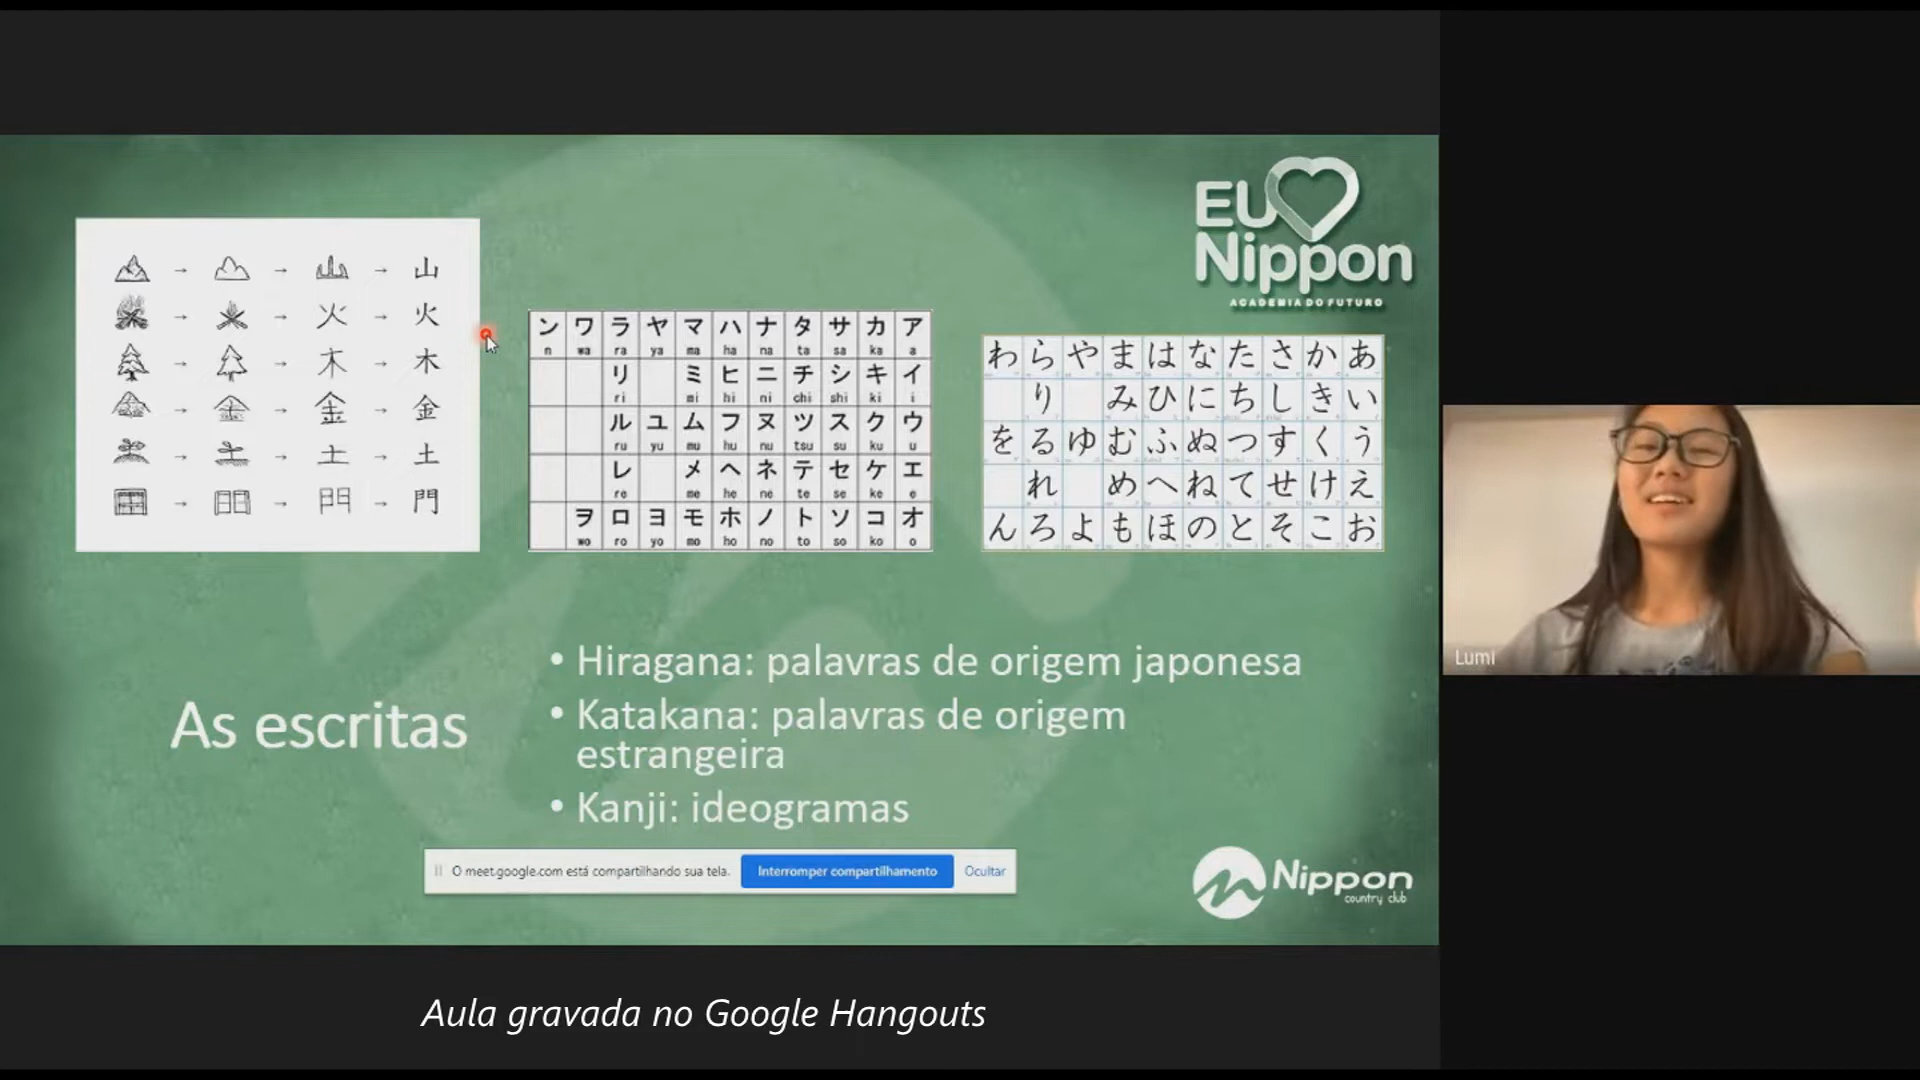 EU
Nippon
ACADEMIA DO FUTURO
山
火
木
金
土
門
ン ワ ラ ヤ マ ハ ナ タ サ カ ア
n wa ra ya ma ha na ta sa ka a
リ ミ ヒ ニ チ シ キ イ
ri mi hi ni chi shi ki i
ル ユ ム フ ヌ ツ ス ク ウ
ru yu mu hu nu tsu su ku u
レ メ ヘ ネ テ セ ケ エ
re me he ne te se ke e
ヲ ロ ヨ モ ホ ノ ト ソ コ オ
wo ro yo mo ho no to so ko o
わ ら や ま は な た さ か あ
り み ひ に ち し き い
を る ゆ む ふ ぬ つ す く う
れ め へ ね て せ け え
ん ろ よ も ほ の と そ こ お
As escritas
• Hiragana: palavras de origem japonesa
• Katakana: palavras de origem
estrangeira
• Kanji: ideogramas
O meet.google.com está compartilhando sua tela. Interromper compartilhamento Ocultar
Nippon
country club
Lumi
Aula gravada no Google Hangouts